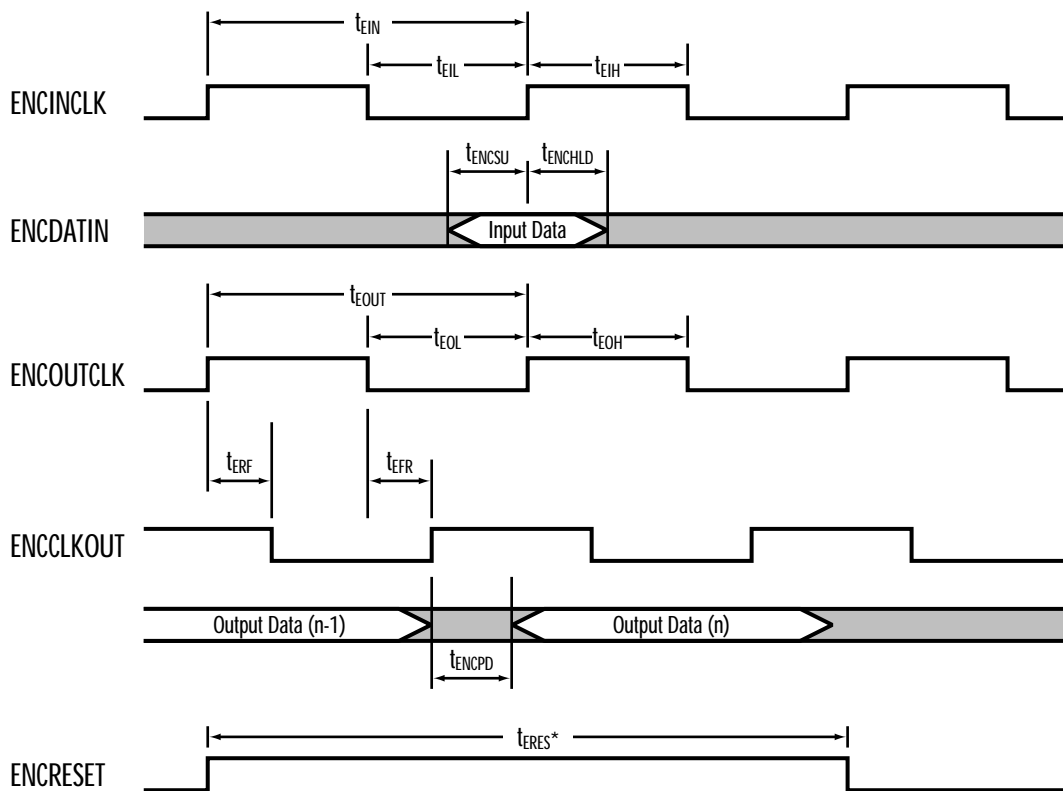 tEIN
tEIL tEIH
ENCINCLK
tENCSU tENCHLD
ENCDATIN Input Data
tEOUT
tEOL tEOH
ENCOUTCLK
tERF tEFR
ENCCLKOUT
Output Data (n-1) Output Data (n)
tENCPD
tERES*
ENCRESET